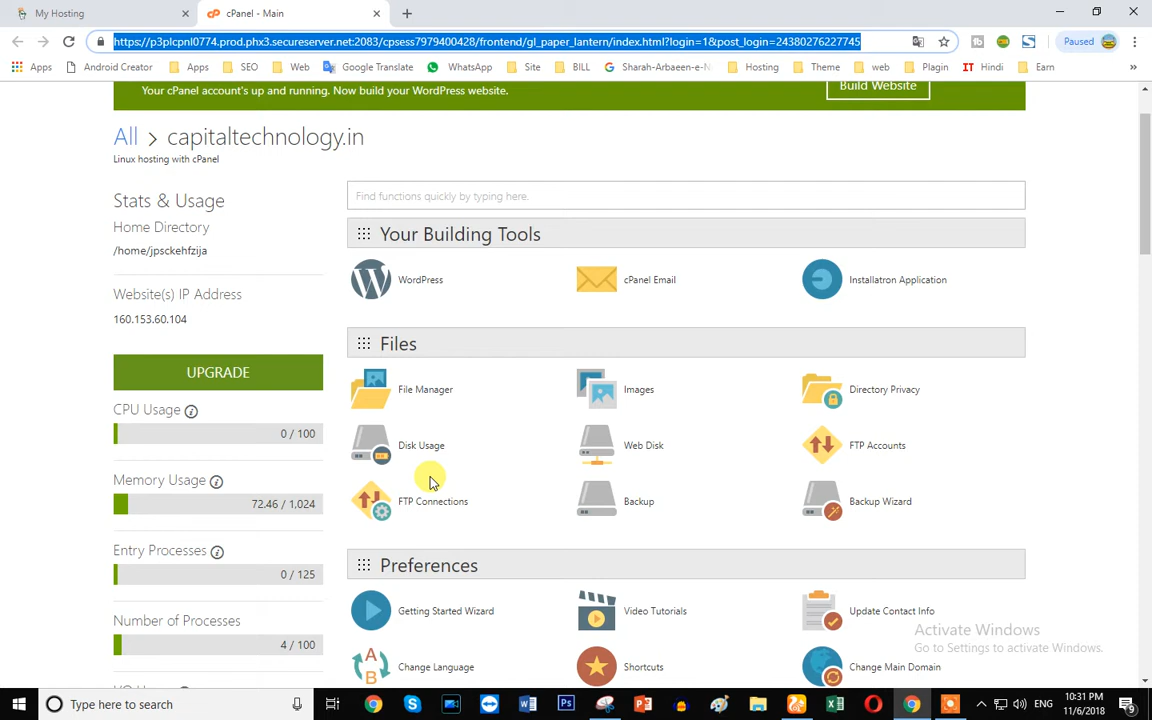 My Hosting
cPanel - Main
https://p3plcpnl0774.prod.phx3.secureserver.net:2083/cpsess7979400428/frontend/gl_paper_lantern/index.html?login=1&post_login=24380276227745
Paused
Apps
Android Creator
Apps
SEO
Web
Google Translate
WhatsApp
Site
BILL
Sharah-Arbaeen-e-N
Hosting
Theme
web
Plagin
IT Hindi
Earn
Your cPanel account's up and running. Now build your WordPress website.
Build Website
All > capitaltechnology.in
Linux hosting with cPanel
Stats & Usage
Home Directory
/home/jpsckehfzija
Website(s) IP Address
160.153.60.104
UPGRADE
CPU Usage
0 / 100
Memory Usage
72.46 / 1,024
Entry Processes
0 / 125
Number of Processes
4 / 100
Find functions quickly by typing here.
Your Building Tools
WordPress
cPanel Email
Installatron Application
Files
File Manager
Images
Directory Privacy
Disk Usage
Web Disk
FTP Accounts
FTP Connections
Backup
Backup Wizard
Preferences
Getting Started Wizard
Video Tutorials
Update Contact Info
Change Language
Shortcuts
Change Main Domain
Activate Windows
Go to Settings to activate Windows.
Type here to search
ENG
10:31 PM
11/6/2018